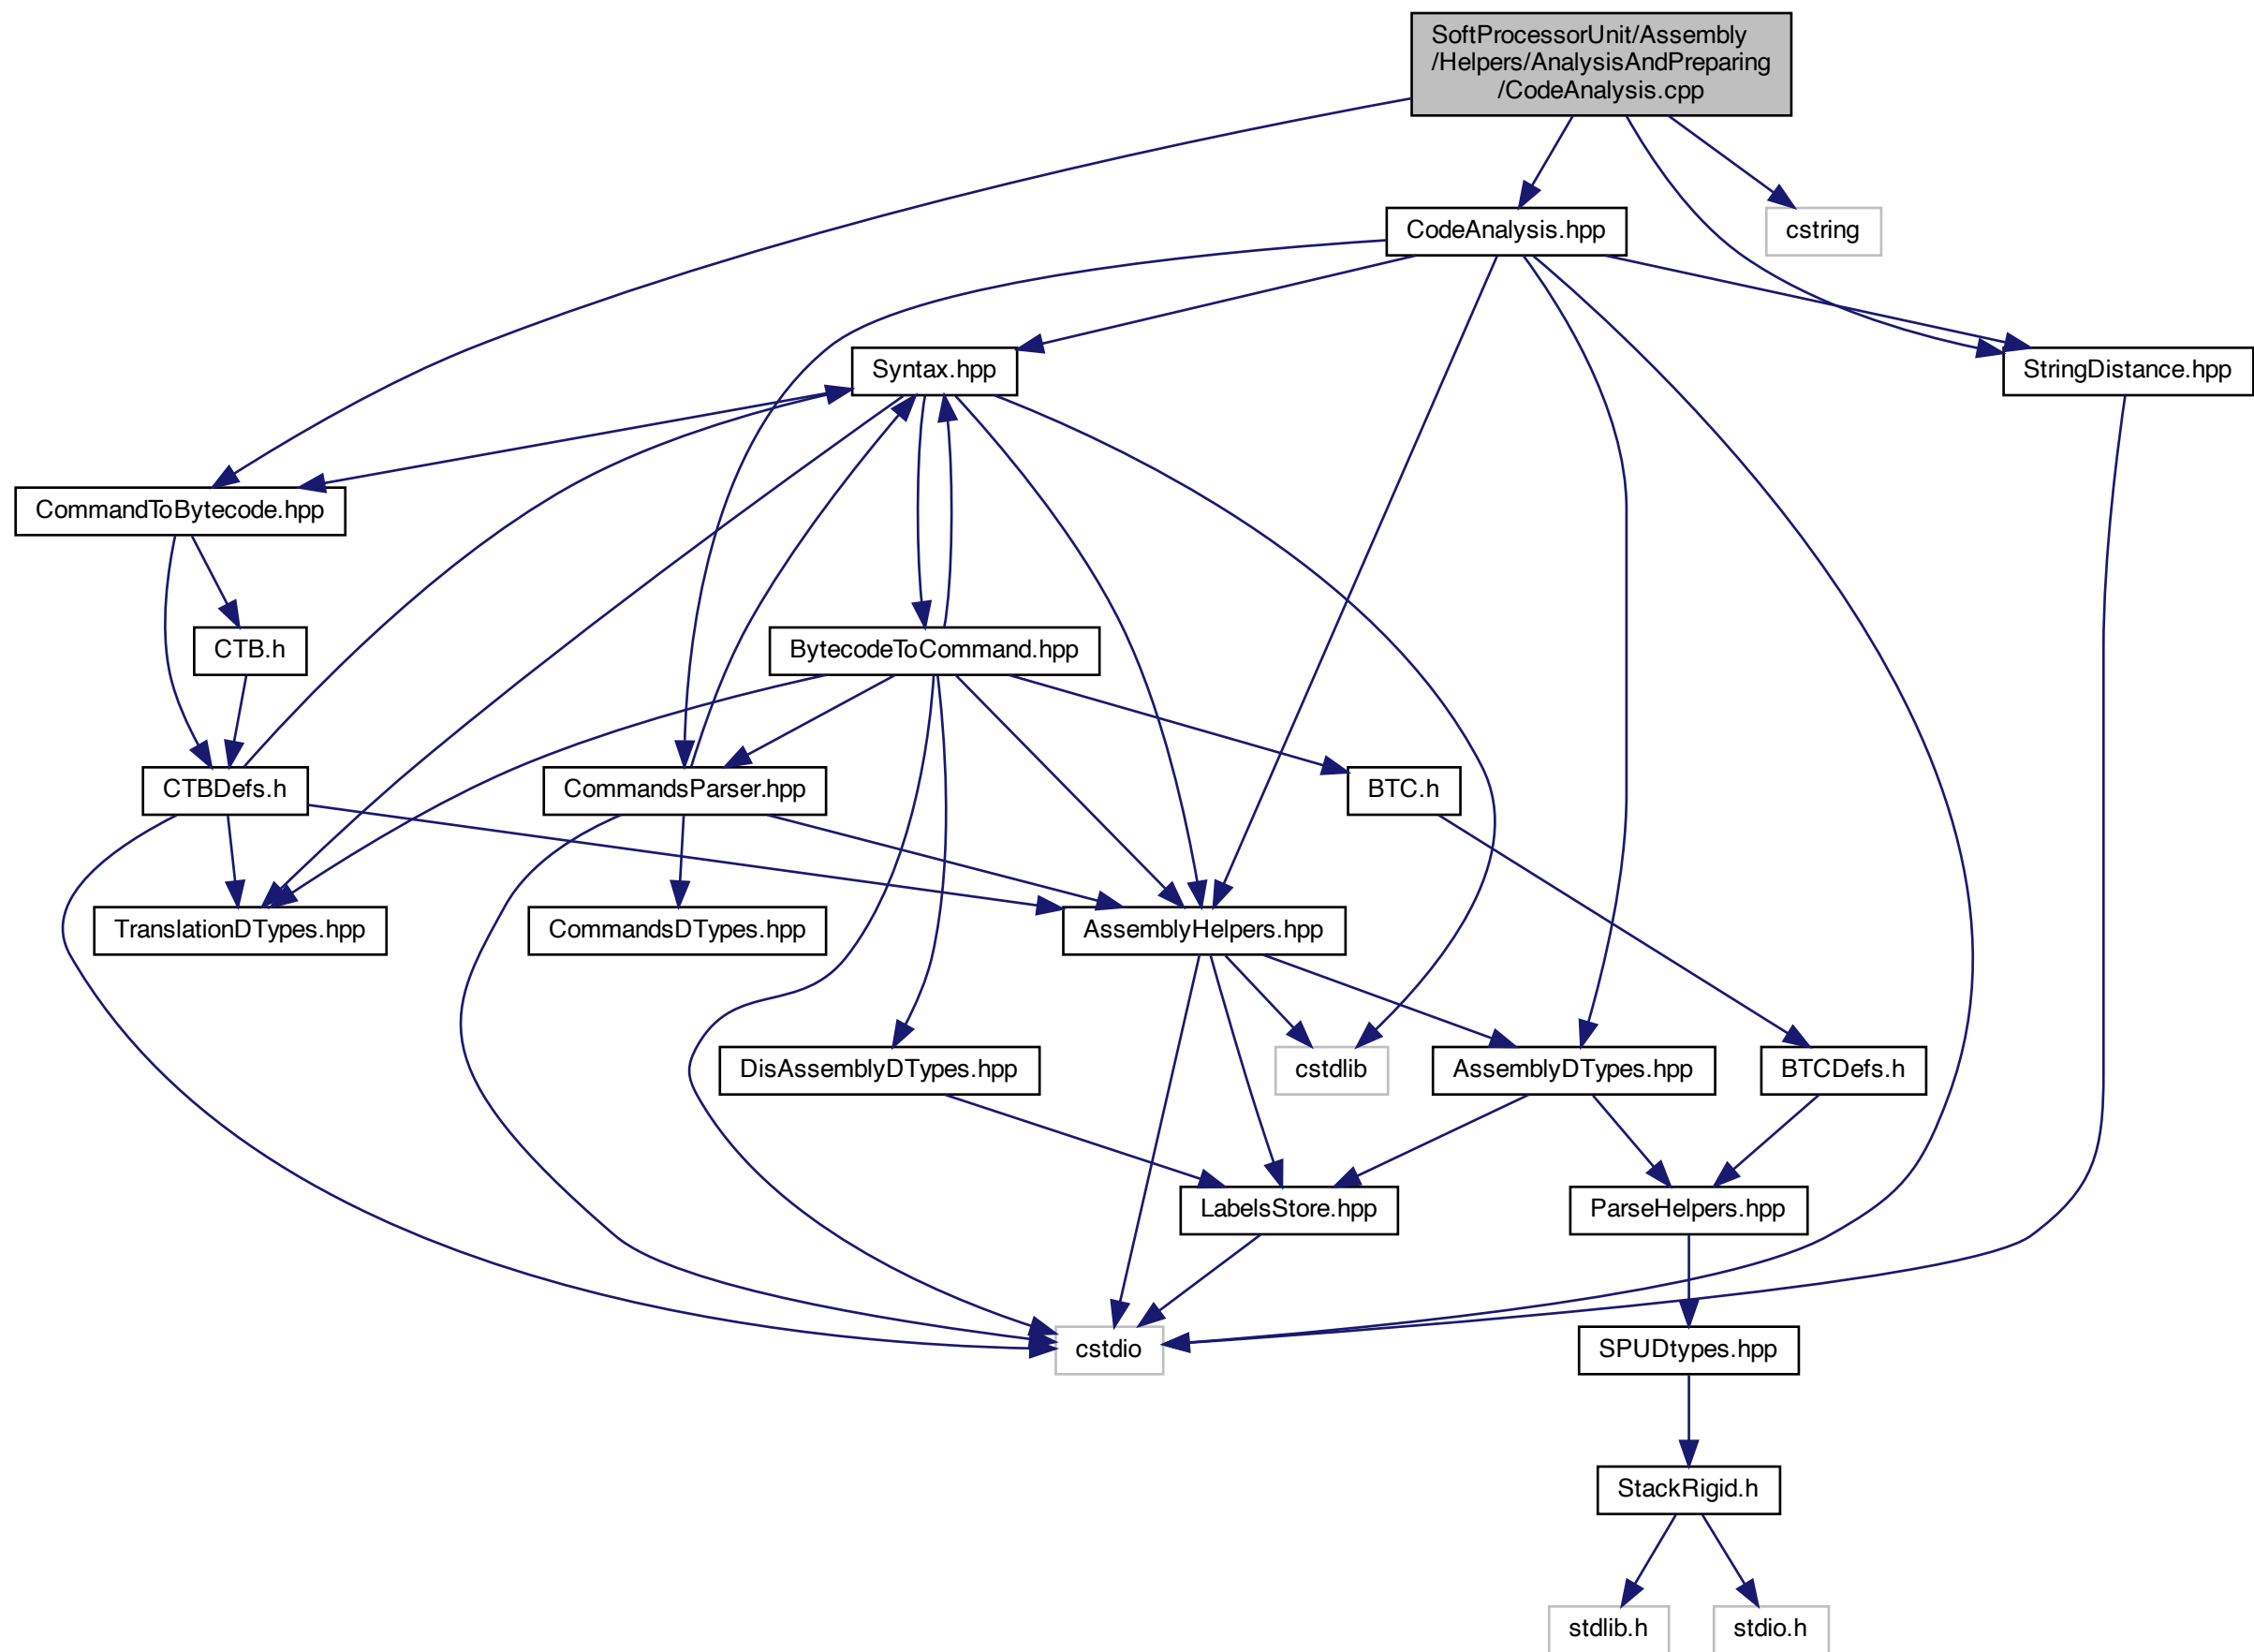 SoftProcessorUnit/Assembly
/Helpers/AnalysisAndPreparing
/CodeAnalysis.cpp
CodeAnalysis.hpp
cstring
Syntax.hpp
StringDistance.hpp
CommandToBytecode.hpp
CTB.h
BytecodeToCommand.hpp
CTBDefs.h
CommandsParser.hpp
BTC.h
TranslationDTypes.hpp
CommandsDTypes.hpp
AssemblyHelpers.hpp
DisAssemblyDTypes.hpp
cstdlib
AssemblyDTypes.hpp
BTCDefs.h
LabelsStore.hpp
ParseHelpers.hpp
cstdio
SPUDtypes.hpp
StackRigid.h
stdlib.h
stdio.h